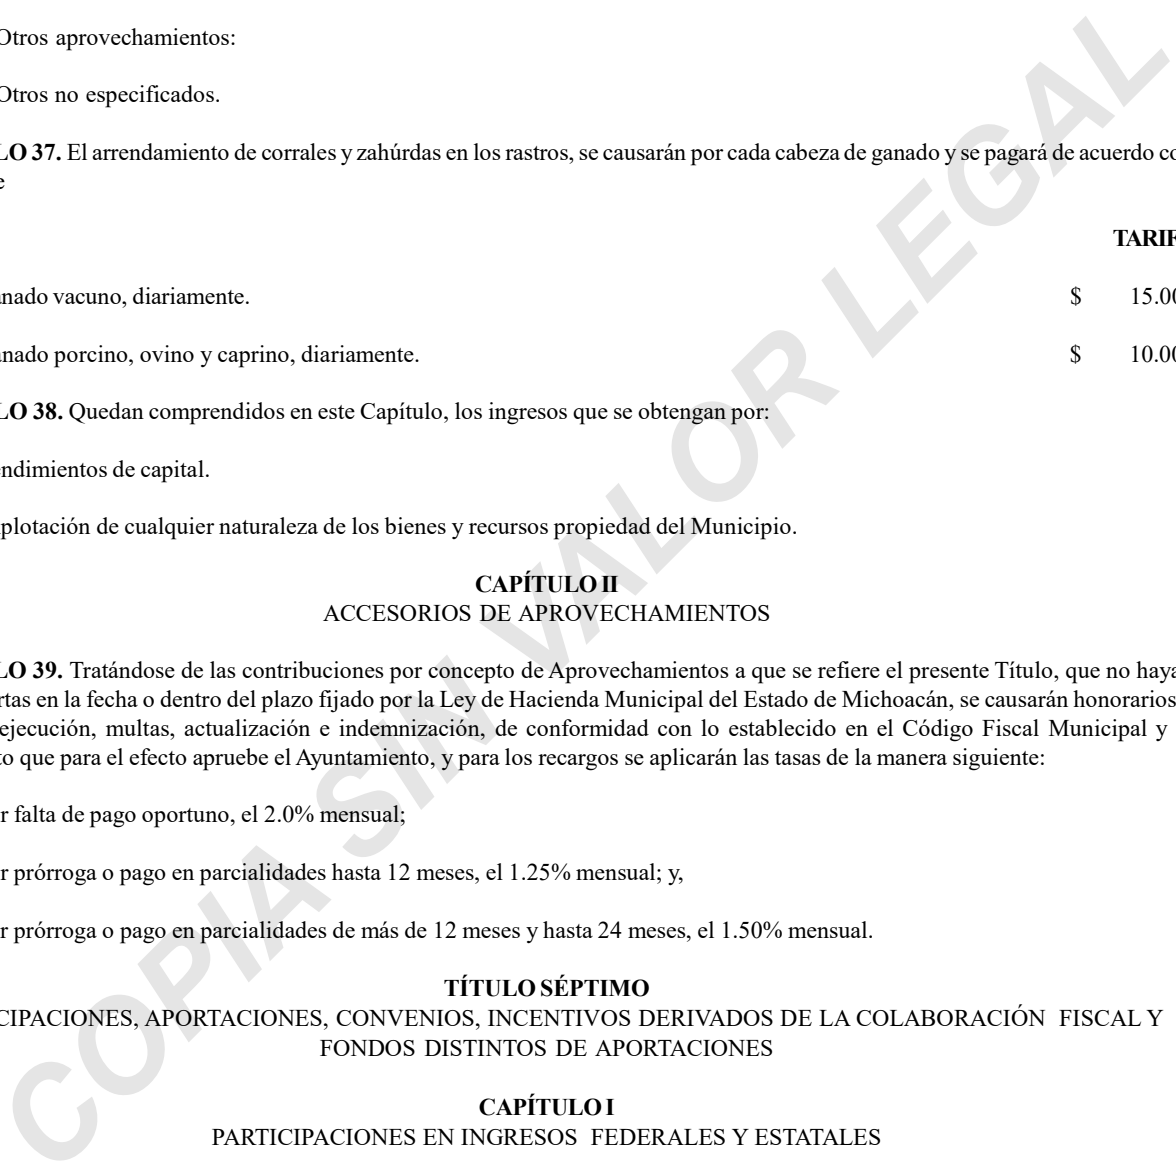 Otros aprovechamientos:
Otros no especificados.
LO 37. El arrendamiento de corrales y zahúrdas en los rastros, se causarán por cada cabeza de ganado y se pagará de acuerdo co
e
TARIF
nado vacuno, diariamente. $ 15.00
nado porcino, ovino y caprino, diariamente. $ 10.00
LO 38. Quedan comprendidos en este Capítulo, los ingresos que se obtengan por:
endimientos de capital.
plotación de cualquier naturaleza de los bienes y recursos propiedad del Municipio.
CAPÍTULO II
ACCESORIOS DE APROVECHAMIENTOS
LO 39. Tratándose de las contribuciones por concepto de Aprovechamientos a que se refiere el presente Título, que no haya
rtas en la fecha o dentro del plazo fijado por la Ley de Hacienda Municipal del Estado de Michoacán, se causarán honorarios
ejecución, multas, actualización e indemnización, de conformidad con lo establecido en el Código Fiscal Municipal y
to que para el efecto apruebe el Ayuntamiento, y para los recargos se aplicarán las tasas de la manera siguiente:
r falta de pago oportuno, el 2.0% mensual;
r prórroga o pago en parcialidades hasta 12 meses, el 1.25% mensual; y,
r prórroga o pago en parcialidades de más de 12 meses y hasta 24 meses, el 1.50% mensual.
TÍTULO SÉPTIMO
CIPACIONES, APORTACIONES, CONVENIOS, INCENTIVOS DERIVADOS DE LA COLABORACIÓN FISCAL Y
FONDOS DISTINTOS DE APORTACIONES
CAPÍTULO I
PARTICIPACIONES EN INGRESOS FEDERALES Y ESTATALES
COPIA SIN VALOR LEGAL